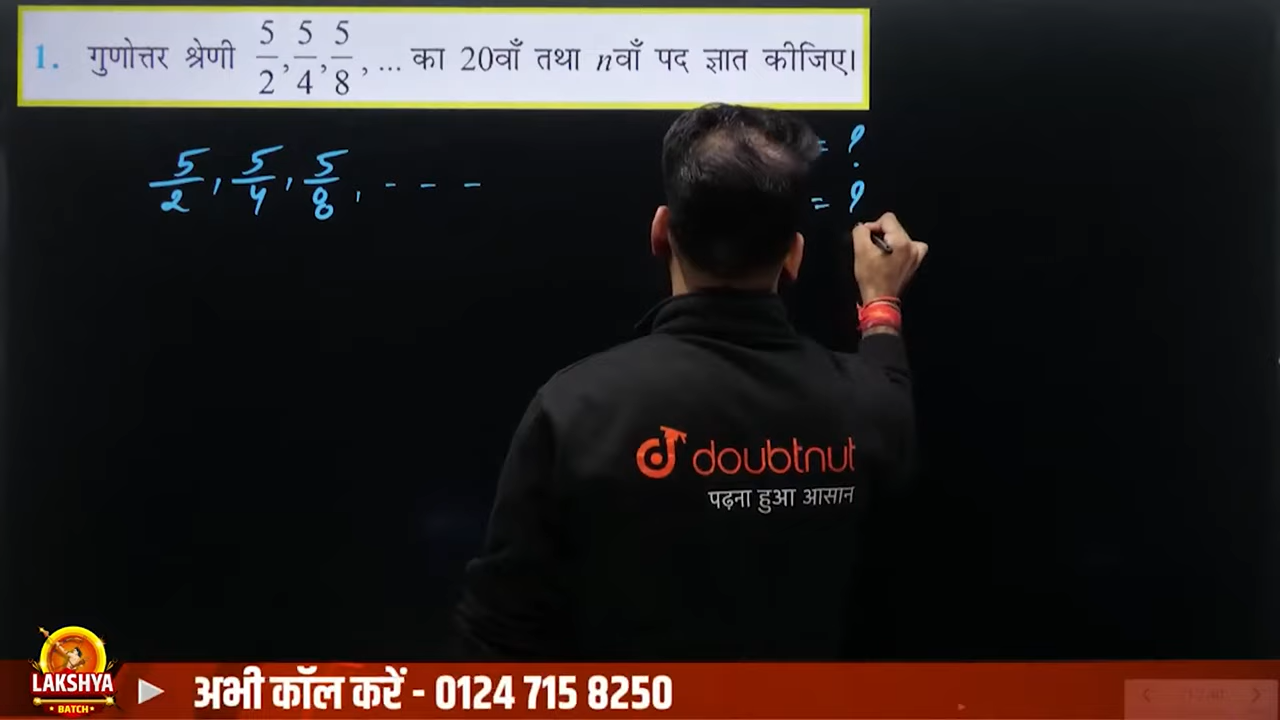 1. गुणोत्तर श्रेणी 5/2, 5/4, 5/8, ... का 20वाँ तथा nवाँ पद ज्ञात कीजिए।
5/2, 5/4, 5/8, - - -
= ?
= ?
doubtnut
पढ़ना हुआ आसान
LAKSHYA
BATCH
अभी कॉल करें - 0124 715 8250